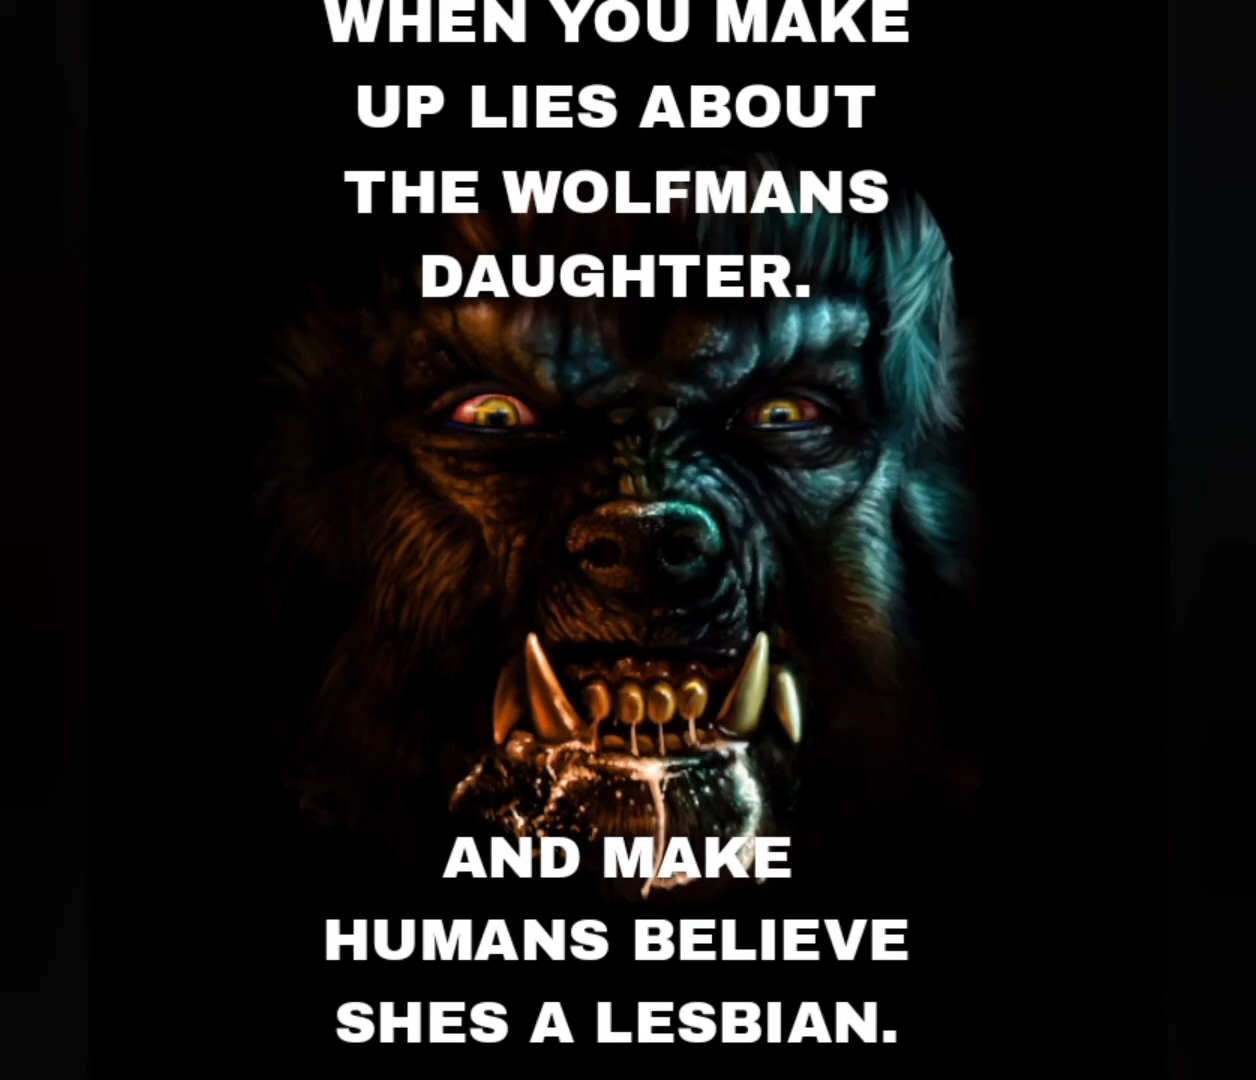 WHEN YOU MAKE
UP LIES ABOUT
THE WOLFMANS
DAUGHTER.
AND MAKE
HUMANS BELIEVE
SHES A LESBIAN.